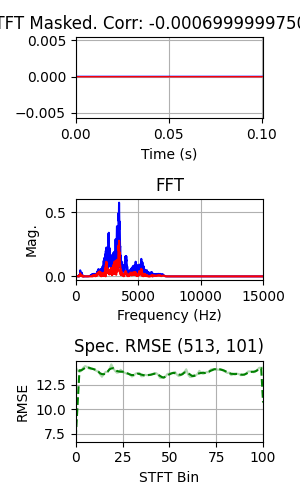 TFT Masked. Corr: -0.0006999999750
0.005
0.000
−0.005
0.00 0.05 0.10
Time (s)
FFT
0.5
0.0
Mag.
0 5000 10000 15000
Frequency (Hz)
Spec. RMSE (513, 101)
12.5
10.0
7.5
RMSE
0 25 50 75 100
STFT Bin